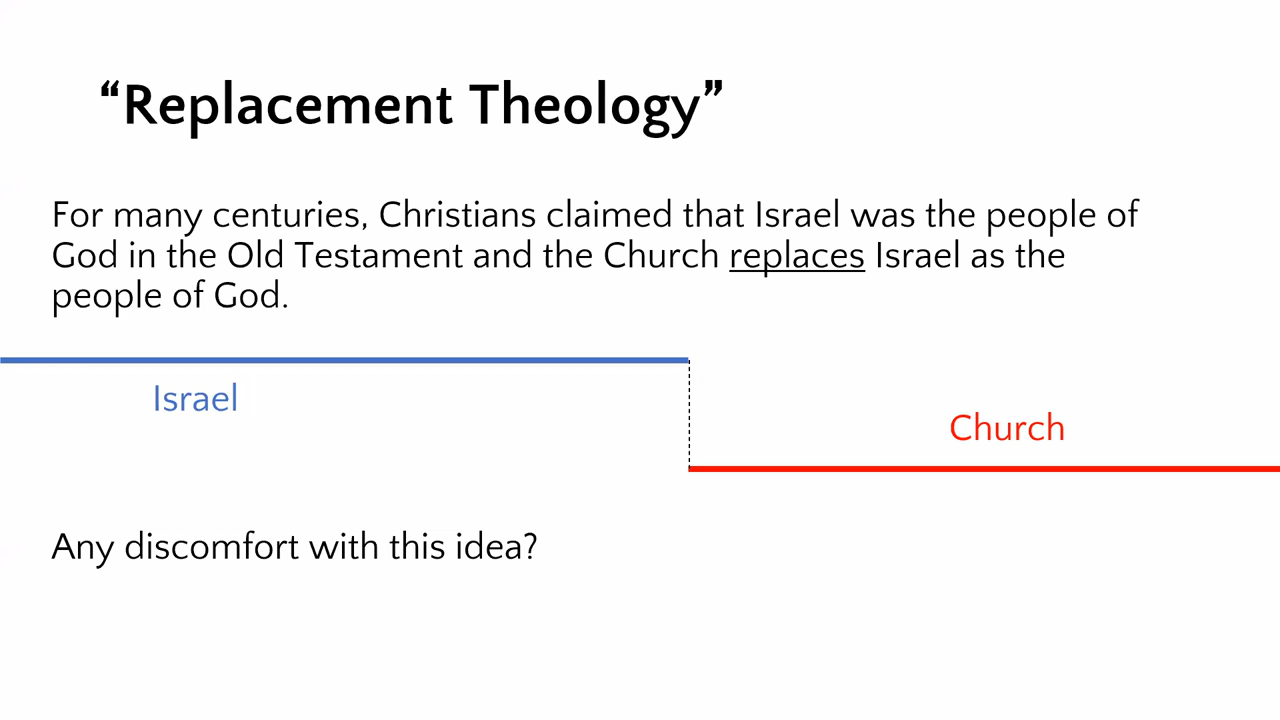 “Replacement Theology”
For many centuries, Christians claimed that Israel was the people of
God in the Old Testament and the Church replaces Israel as the
people of God.
Israel
Church
Any discomfort with this idea?